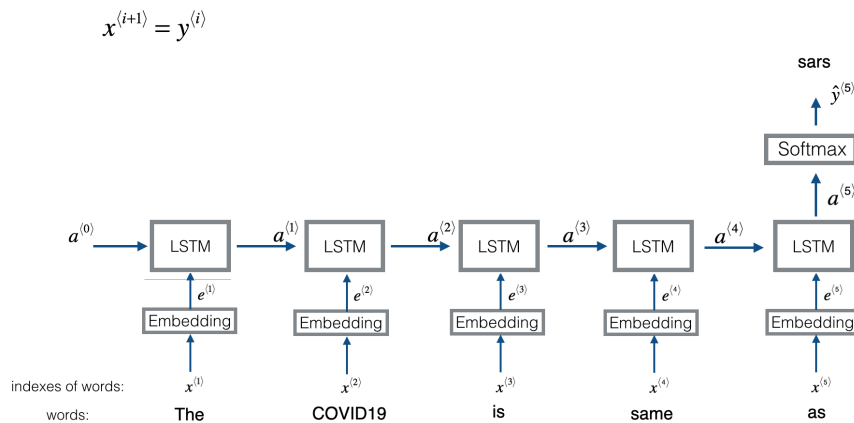 x⟨i+1⟩ = y⟨i⟩
sars
ŷ⟨5⟩
Softmax
a⟨5⟩
a⟨0⟩ LSTM a⟨1⟩ LSTM a⟨2⟩ LSTM a⟨3⟩ LSTM a⟨4⟩ LSTM
e⟨1⟩ e⟨2⟩ e⟨3⟩ e⟨4⟩ e⟨5⟩
Embedding Embedding Embedding Embedding Embedding
indexes of words: x⟨1⟩ x⟨2⟩ x⟨3⟩ x⟨4⟩ x⟨5⟩
words: The COVID19 is same as